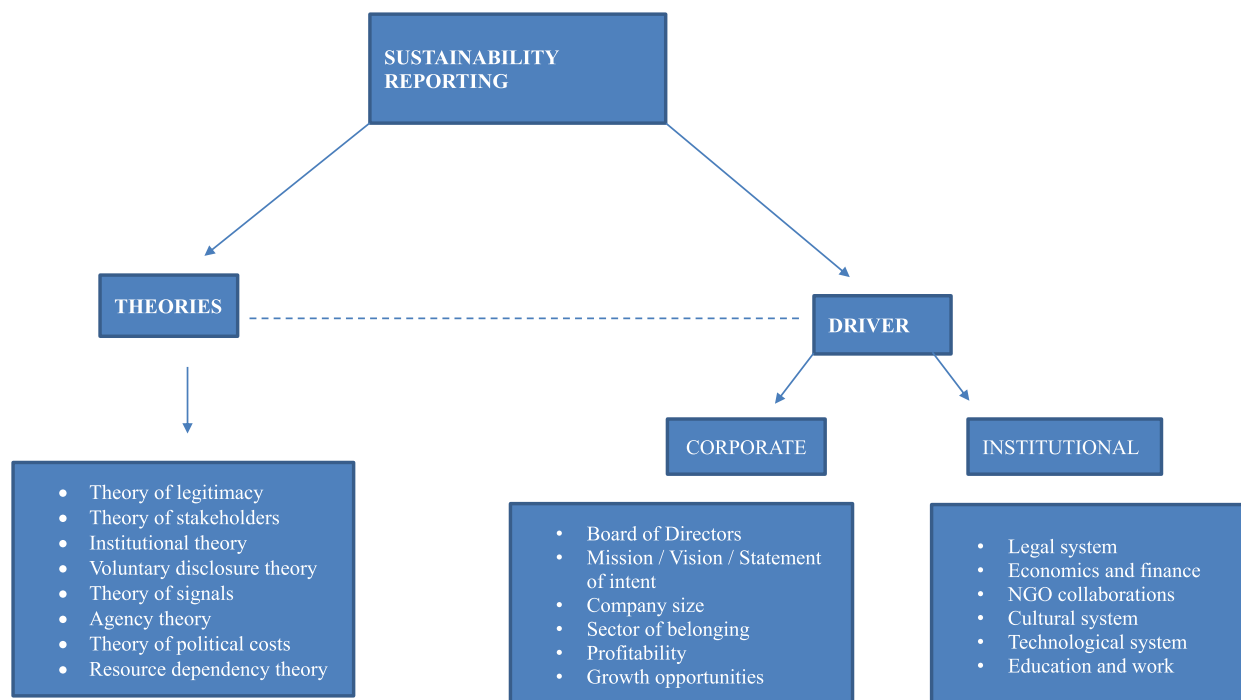 SUSTAINABILITY
REPORTING
THEORIES
DRIVER
CORPORATE
INSTITUTIONAL
• Theory of legitimacy
• Theory of stakeholders
• Institutional theory
• Voluntary disclosure theory
• Theory of signals
• Agency theory
• Theory of political costs
• Resource dependency theory
• Board of Directors
• Mission / Vision / Statement
of intent
• Company size
• Sector of belonging
• Profitability
• Growth opportunities
• Legal system
• Economics and finance
• NGO collaborations
• Cultural system
• Technological system
• Education and work